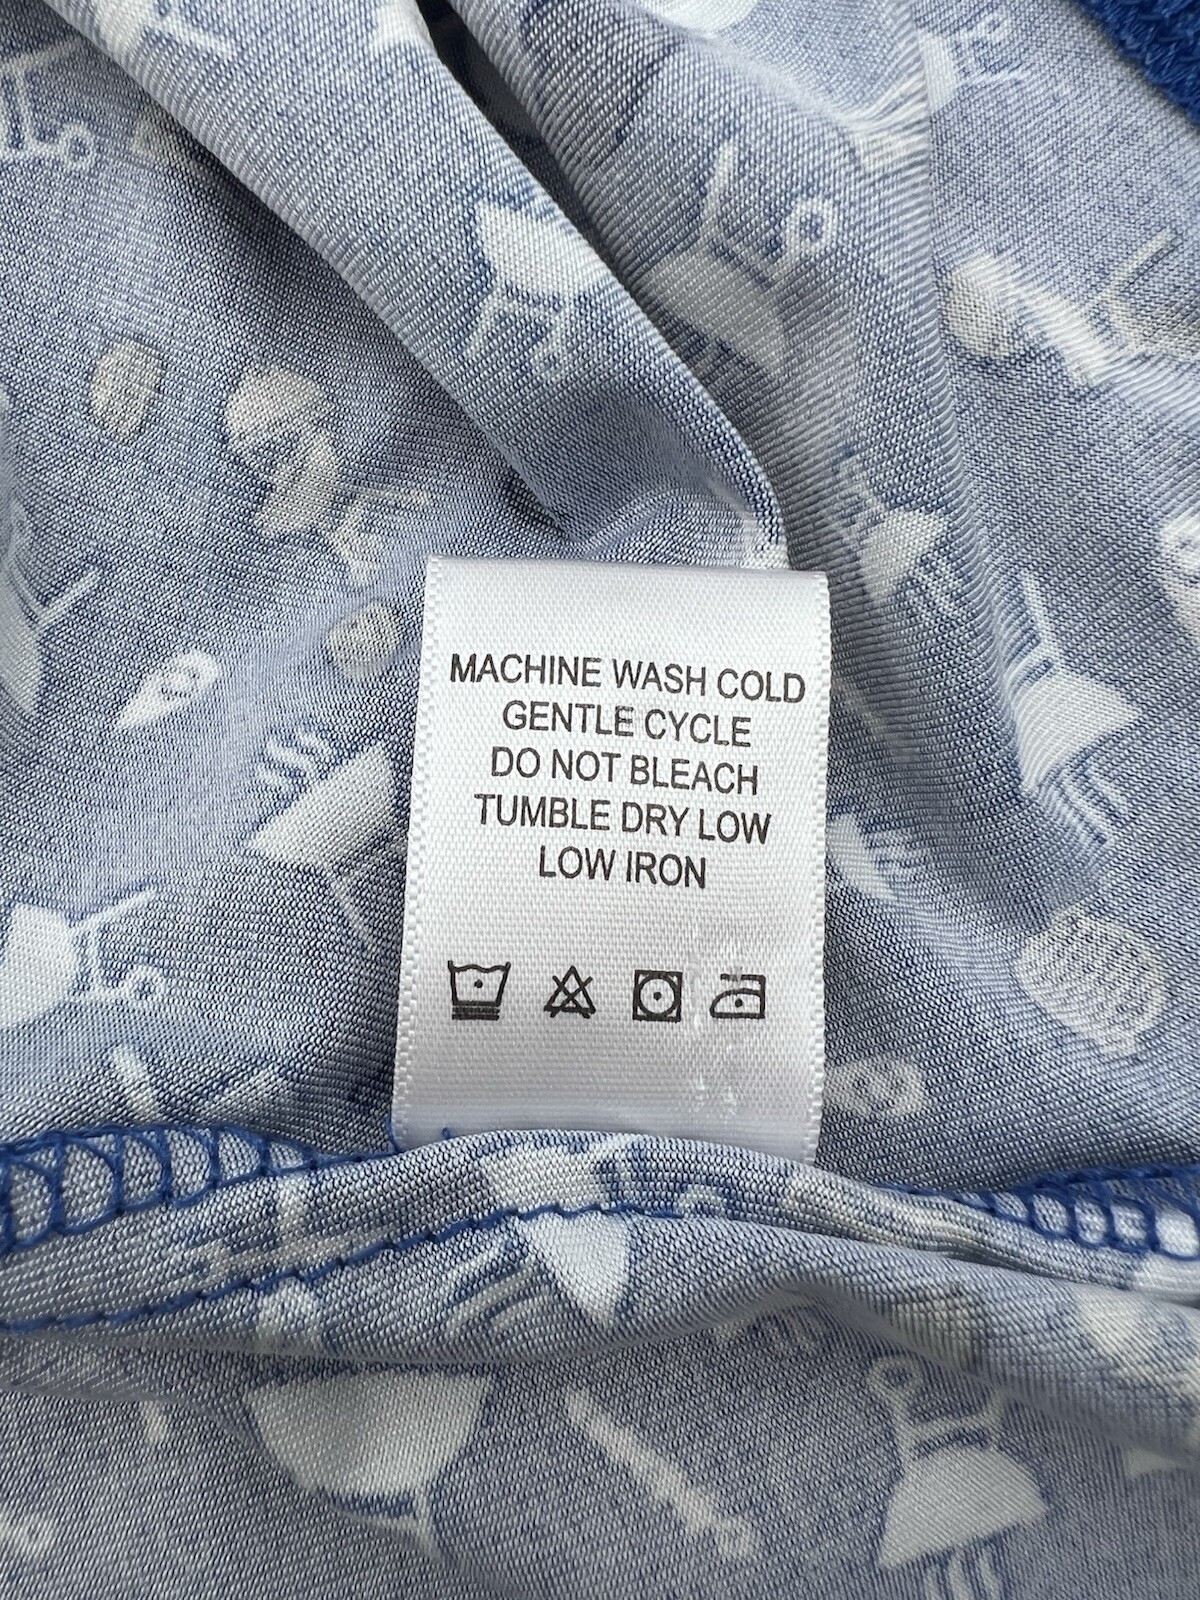 MACHINE WASH COLD
GENTLE CYCLE
DO NOT BLEACH
TUMBLE DRY LOW
LOW IRON